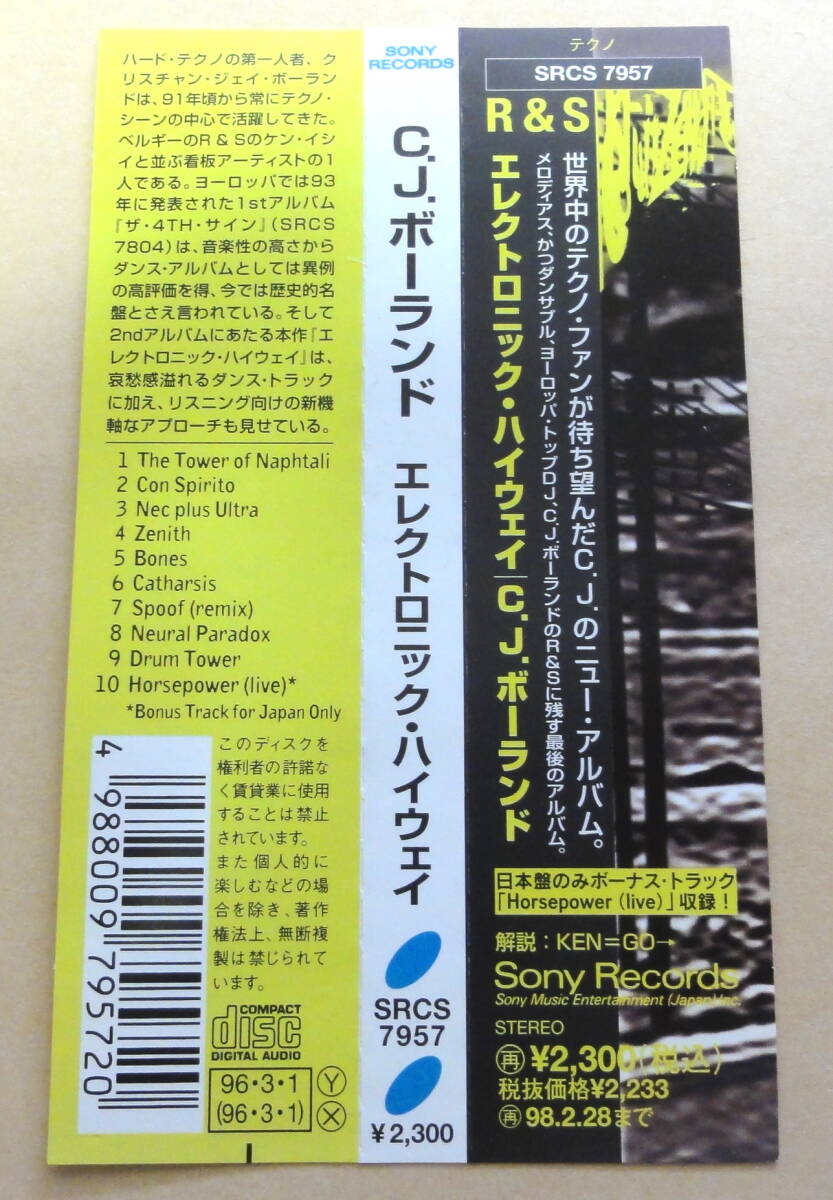 ハード・テクノの第一人者、ク
リスチャン・ジェイ・ボーラン
ドは、91年頃から常にテクノ・
シーンの中心で活躍してきた。
ベルギーのR&Sのケン・イシ
イと並ぶ看板アーティストの1
人である。ヨーロッパでは93
年に発表された1stアルバム
『ザ・4TH・サイン』(SRCS
7804)は、音楽性の高さから
ダンス・アルバムとしては異例
の高評価を得、今では歴史的名
盤とさえ言われている。そして
2ndアルバムにあたる本作『エ
レクトロニック・ハイウェイ』は、
哀愁感溢れるダンス・トラック
に加え、リスニング向けの新機
軸なアプローチも見せている。
1 The Tower of Naphtali
2 Con Spirito
3 Nec plus Ultra
4 Zenith
5 Bones
6 Catharsis
7 Spoof (remix)
8 Neural Paradox
9 Drum Tower
10 Horsepower (live)*
*Bonus Track for Japan Only
4 988009 795720
このディスクを
権利者の許諾な
く賃貸業に使用
することは禁止
されています。
また個人的に
楽しむなどの場
合を除き、著作
権法上、無断複
製は禁じられて
います。
COMPACT
disc
DIGITAL AUDIO
96・3・1 Y
(96・3・1) X
SONY
RECORDS
C.J.ボーランド エレクトロニック・ハイウェイ
SRCS
7957
¥2,300
テクノ
SRCS 7957
R&S
世界中のテクノ・ファンが待ち望んだC.J.のニュー・アルバム。
メロディアス、かつダンサブル、ヨーロッパ・トップDJ、C.J.ボーランドのR&Sに残す最後のアルバム。
エレクトロニック・ハイウェイ|C.J.ボーランド
日本盤のみボーナス・トラック
「Horsepower (live)」収録!
解説:KEN=GO→
Sony Records
Sony Music Entertainment (Japan) Inc.
STEREO
再 ¥2,300(税込)
税抜価格¥2,233
再 98.2.28まで